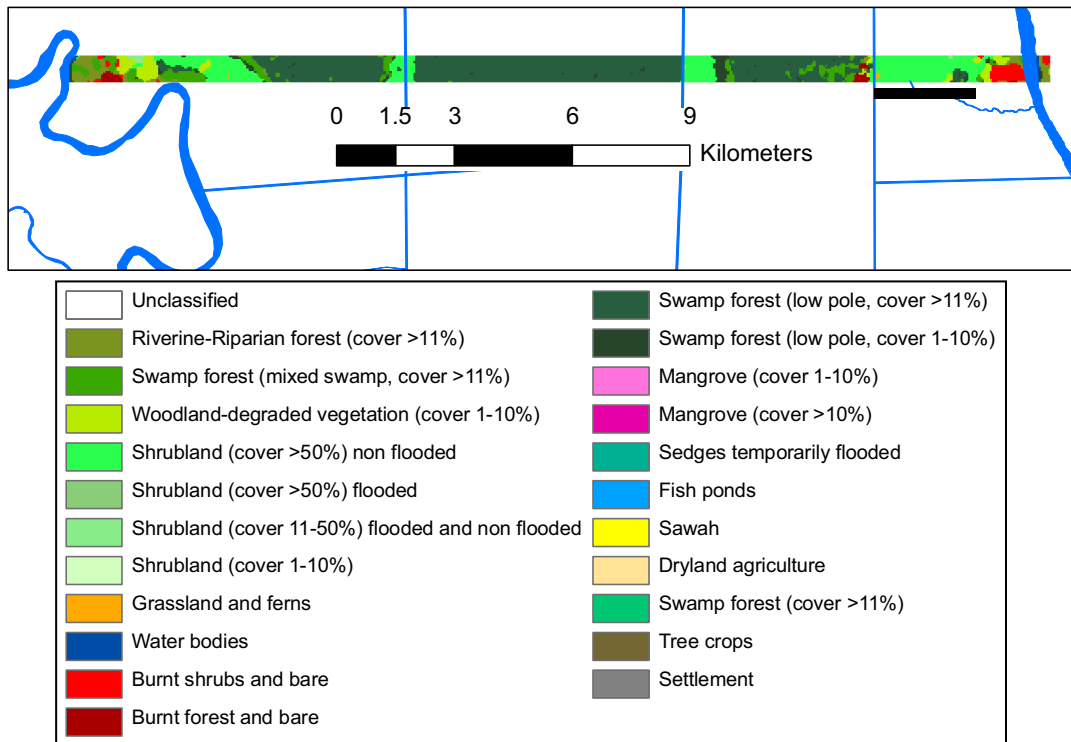 0 1.5 3 6 9
Kilometers
Unclassified
Riverine-Riparian forest (cover >11%)
Swamp forest (mixed swamp, cover >11%)
Woodland-degraded vegetation (cover 1-10%)
Shrubland (cover >50%) non flooded
Shrubland (cover >50%) flooded
Shrubland (cover 11-50%) flooded and non flooded
Shrubland (cover 1-10%)
Grassland and ferns
Water bodies
Burnt shrubs and bare
Burnt forest and bare
Swamp forest (low pole, cover >11%)
Swamp forest (low pole, cover 1-10%)
Mangrove (cover 1-10%)
Mangrove (cover >10%)
Sedges temporarily flooded
Fish ponds
Sawah
Dryland agriculture
Swamp forest (cover >11%)
Tree crops
Settlement